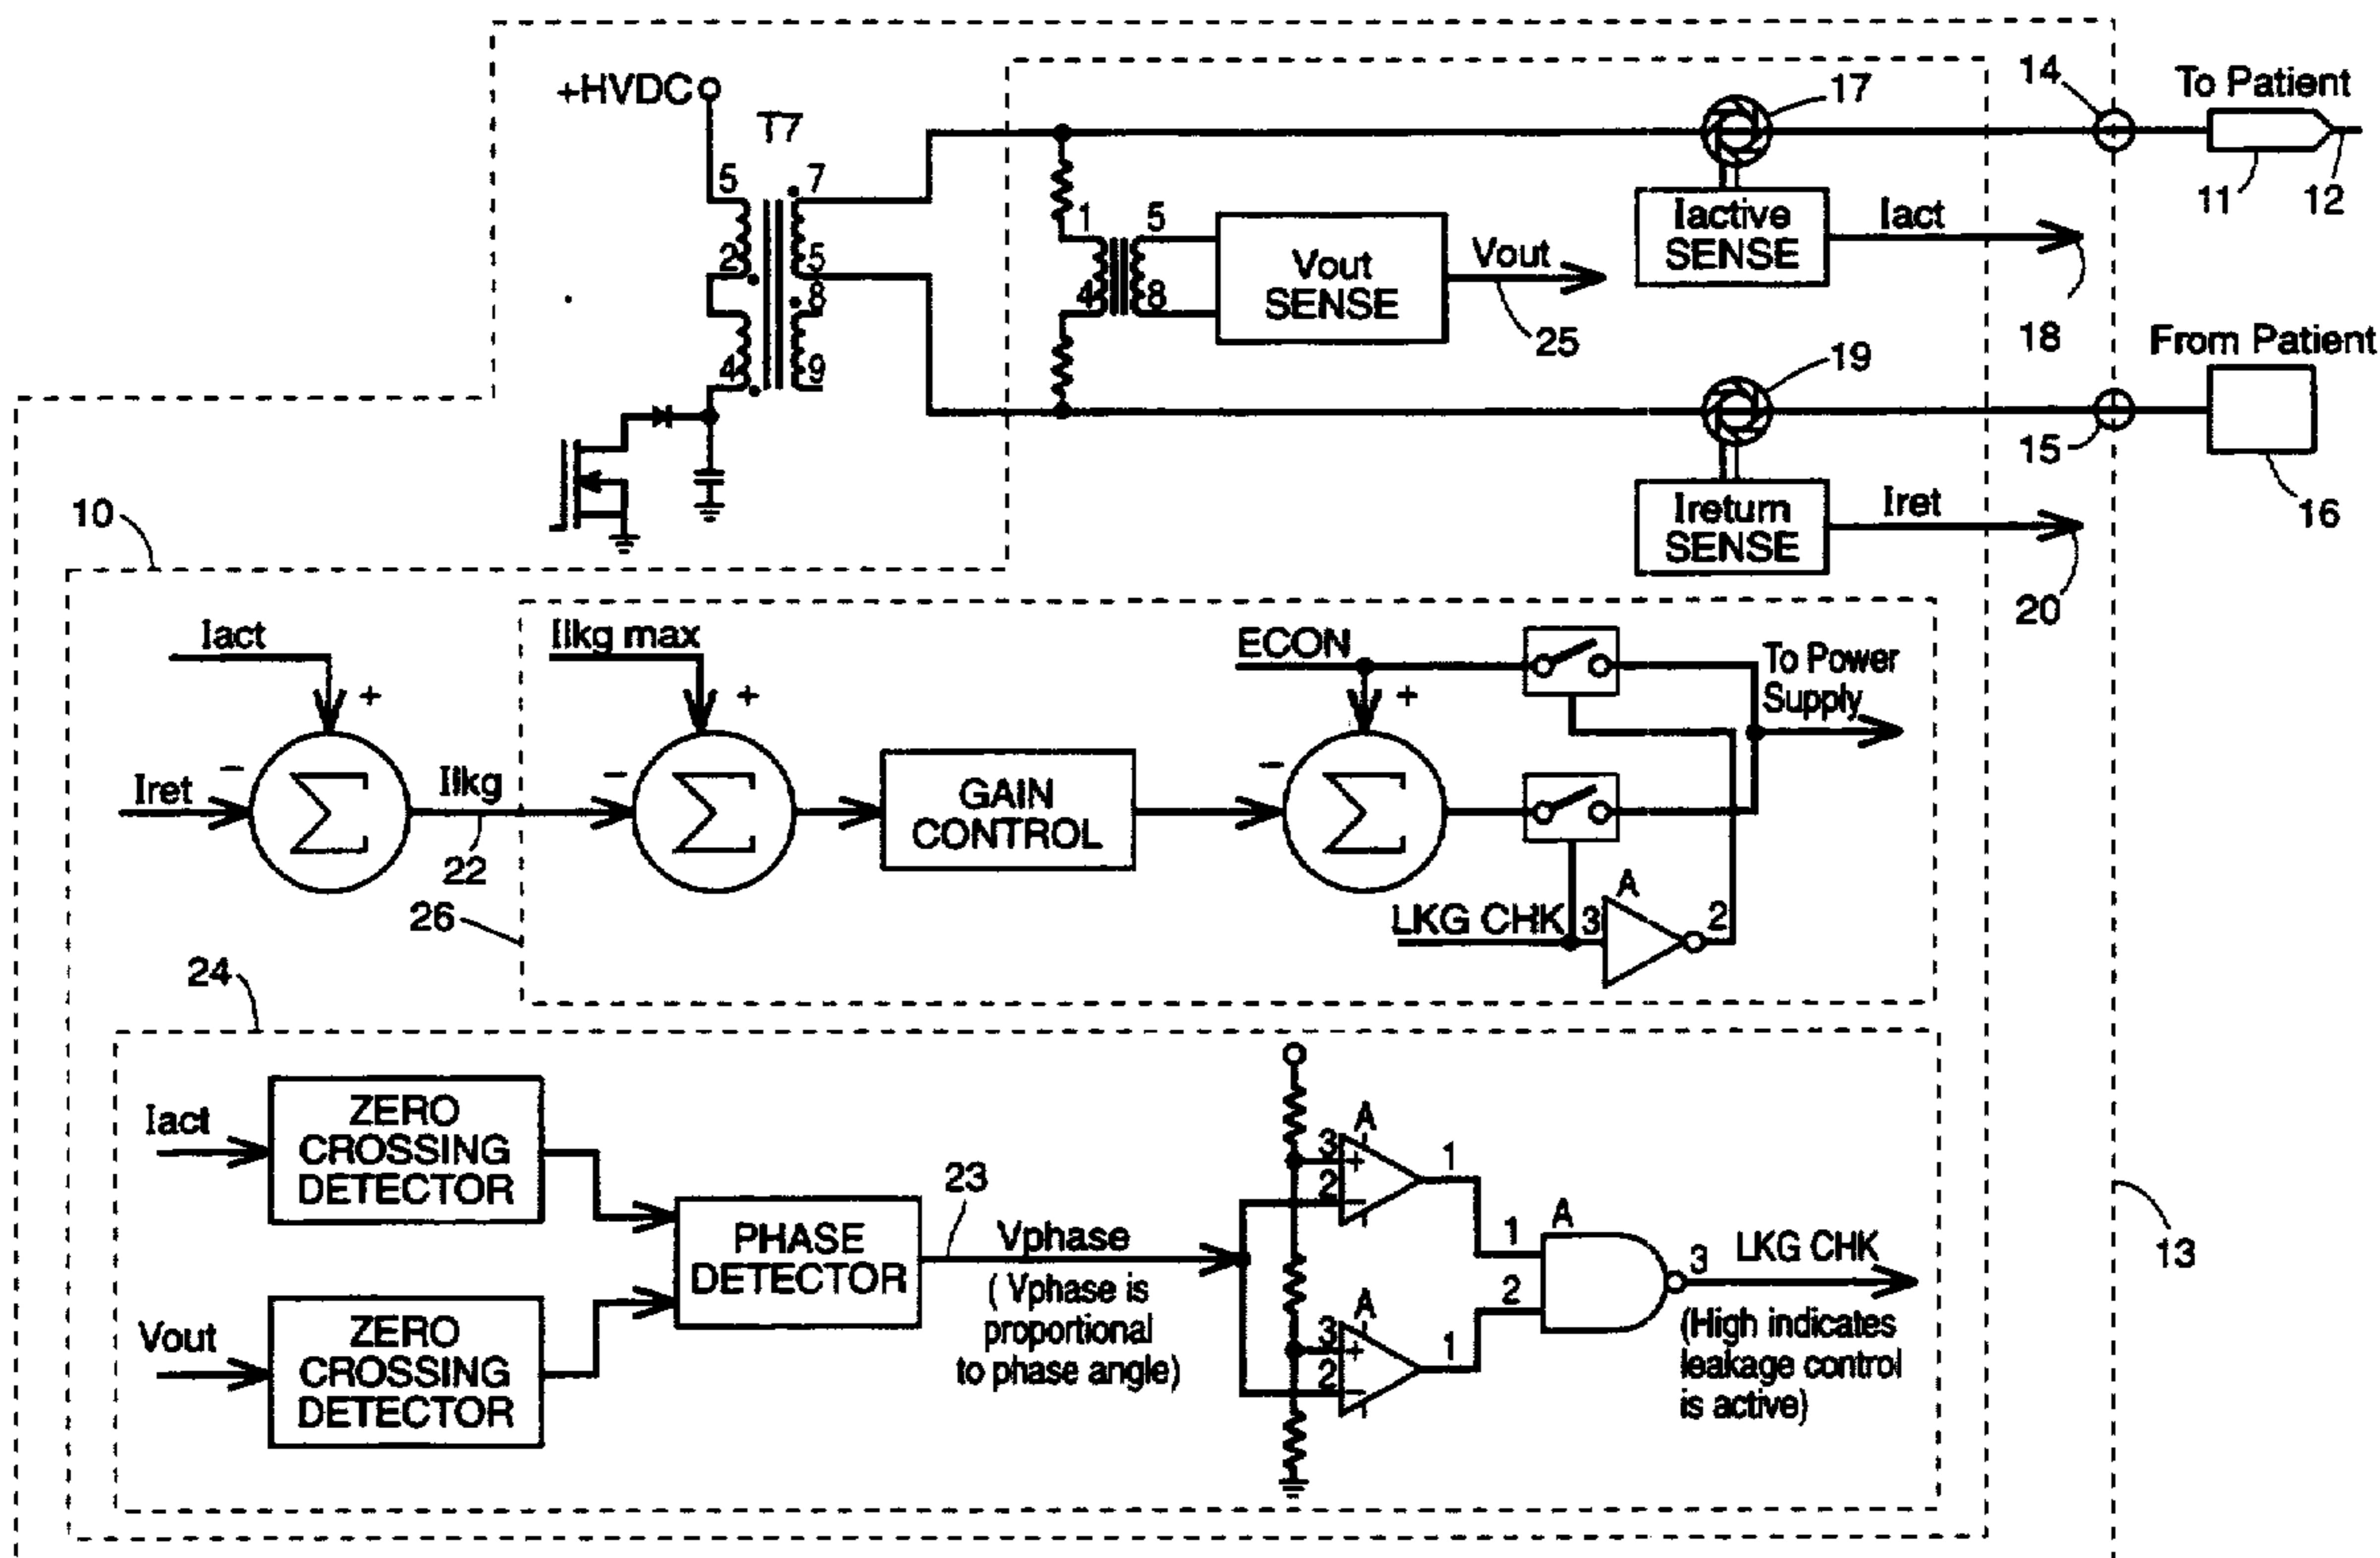 +HVDC
T7
5
7
2
5
8
4
9
1
5
4
8
Vout
SENSE
Vout
25
17
Iactive
SENSE
Iact
18
14
To Patient
11
12
19
Ireturn
SENSE
Iret
20
15
From Patient
16
10
Iact
+
-
Iret
Ilkg
22
26
Ilkg max
+
-
GAIN
CONTROL
ECON
+
-
To Power
Supply
LKG CHK
3
A
2
24
Iact
ZERO
CROSSING
DETECTOR
Vout
ZERO
CROSSING
DETECTOR
PHASE
DETECTOR
23
Vphase
( Vphase is
proportional
to phase angle)
A
3
+
2
-
1
A
3
+
2
-
1
1
A
2
3
LKG CHK
(High indicates
leakage control
is active)
13